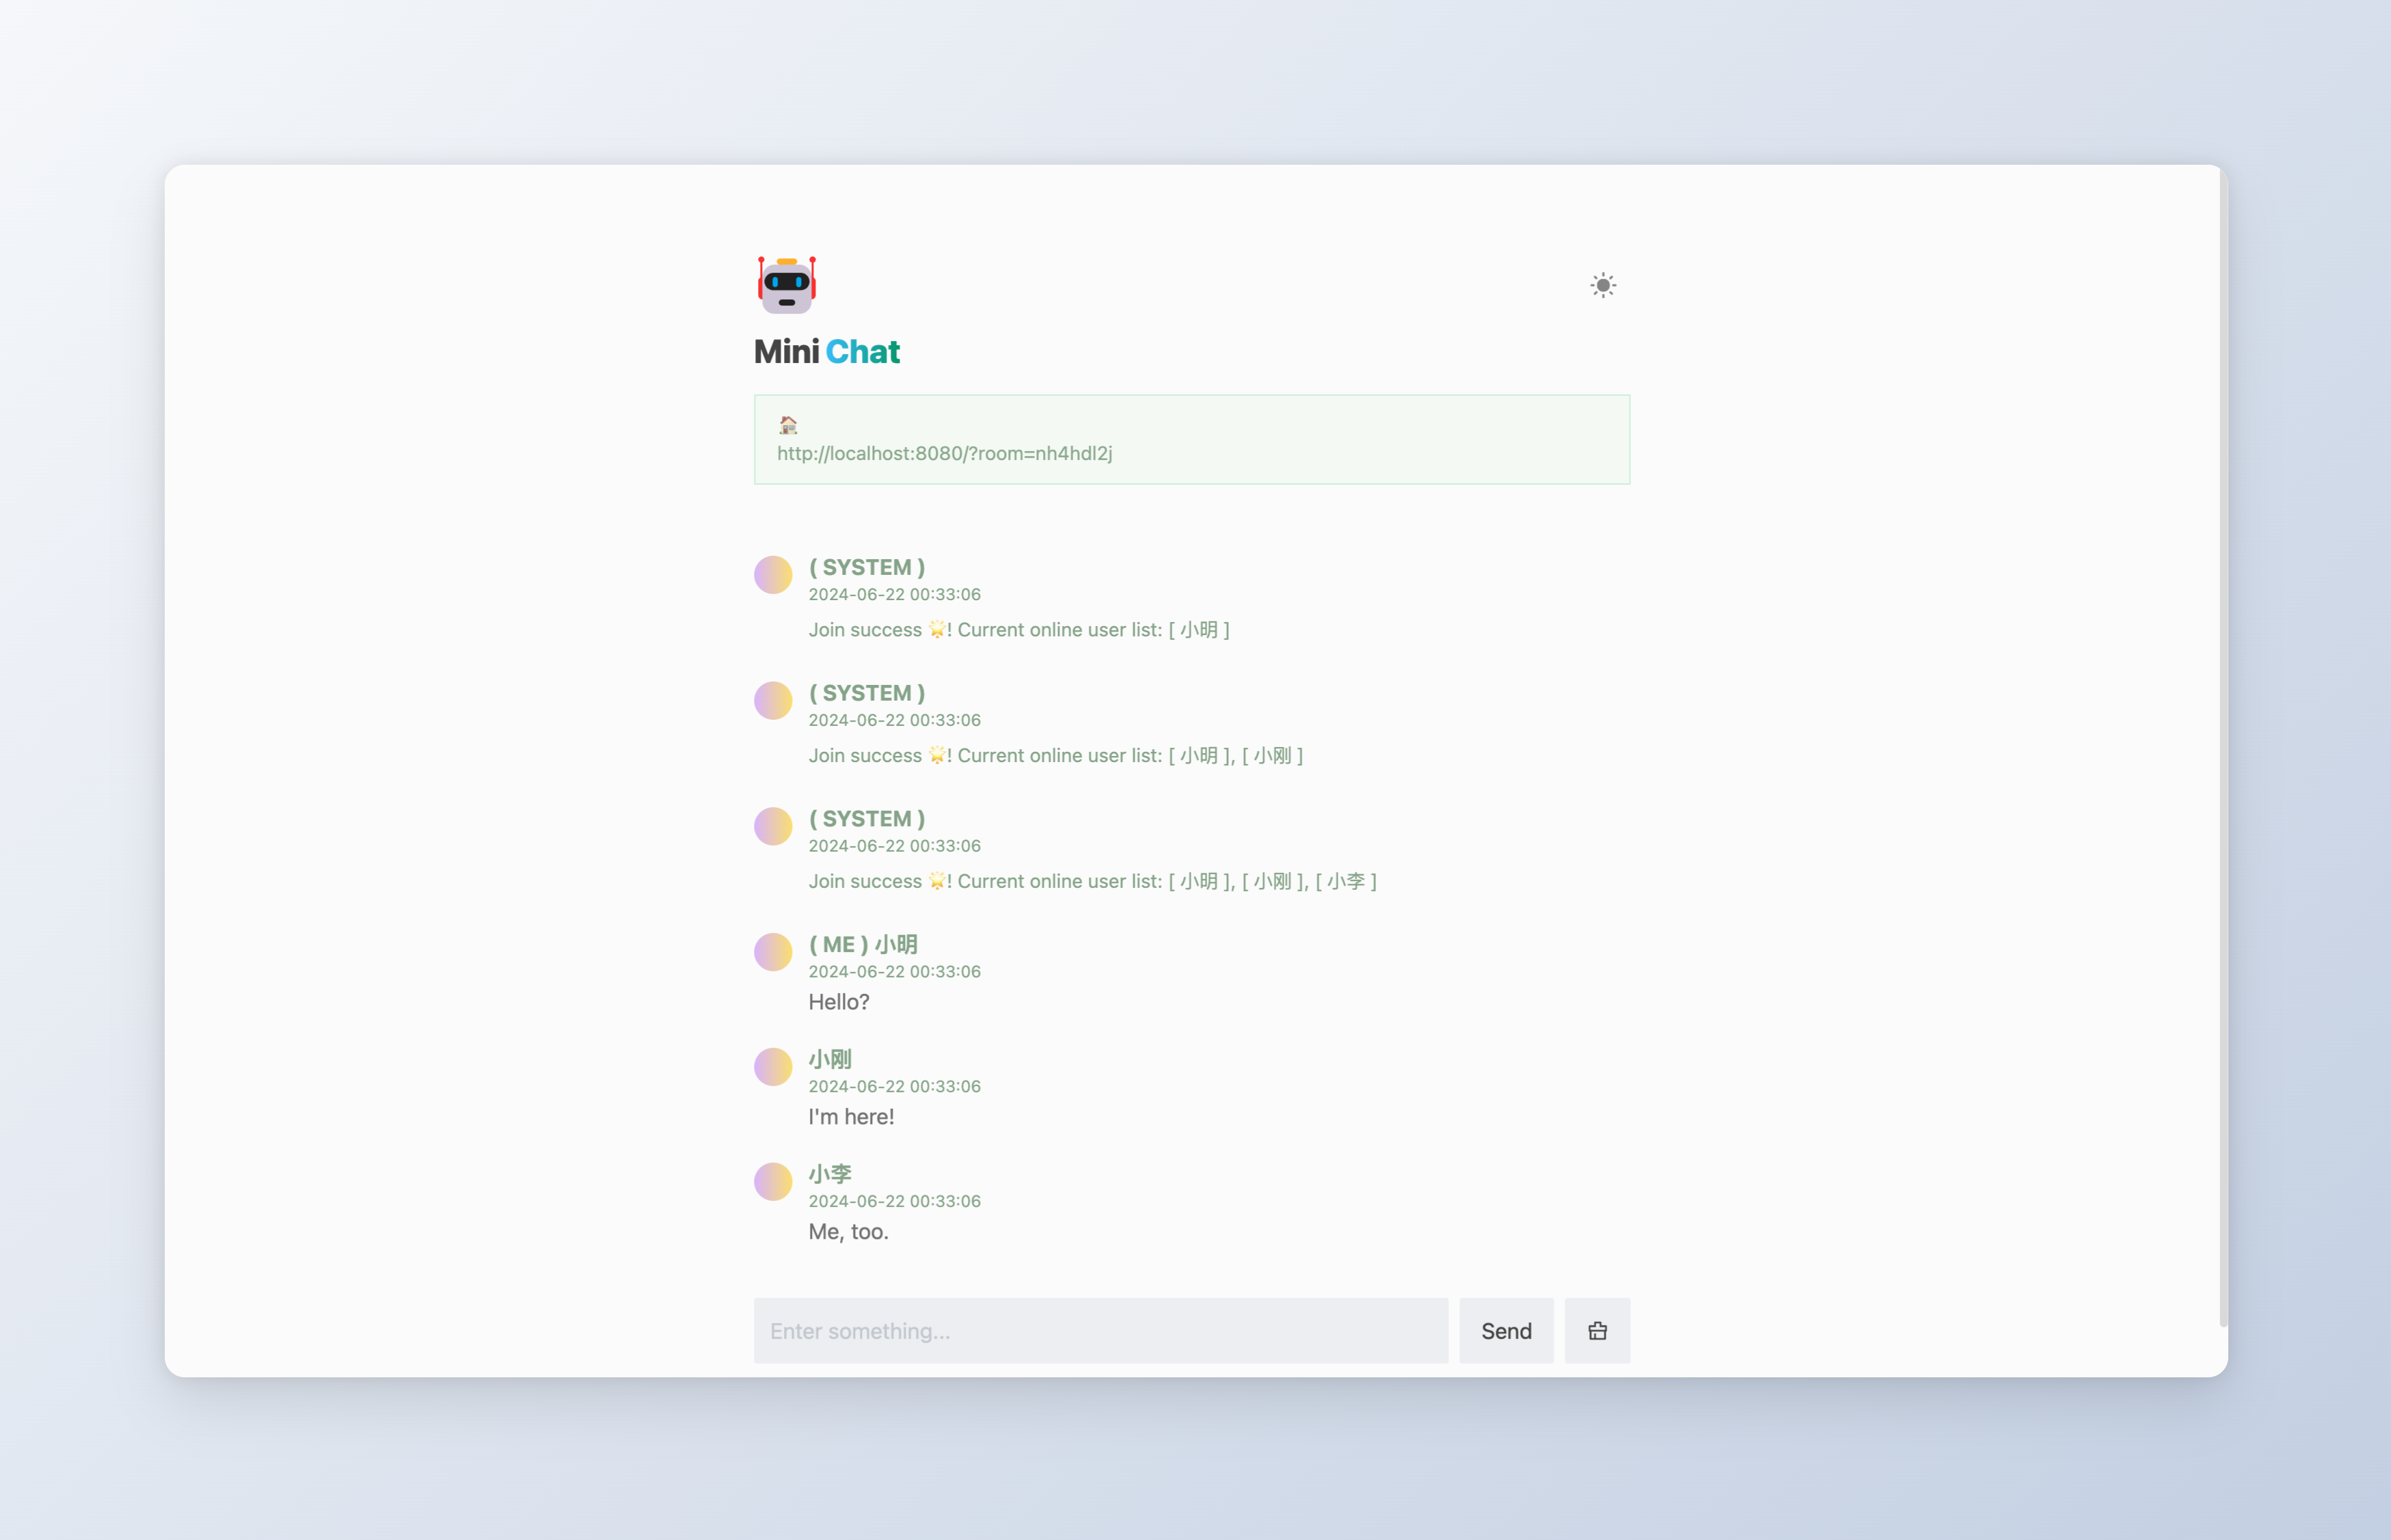 Mini Chat
http://localhost:8080/?room=nh4hdl2j
( SYSTEM )
2024-06-22 00:33:06
Join success 🌟! Current online user list: [ 小明 ]
( SYSTEM )
2024-06-22 00:33:06
Join success 🌟! Current online user list: [ 小明 ], [ 小刚 ]
( SYSTEM )
2024-06-22 00:33:06
Join success 🌟! Current online user list: [ 小明 ], [ 小刚 ], [ 小李 ]
( ME ) 小明
2024-06-22 00:33:06
Hello?
小刚
2024-06-22 00:33:06
I'm here!
小李
2024-06-22 00:33:06
Me, too.
Enter something...
Send